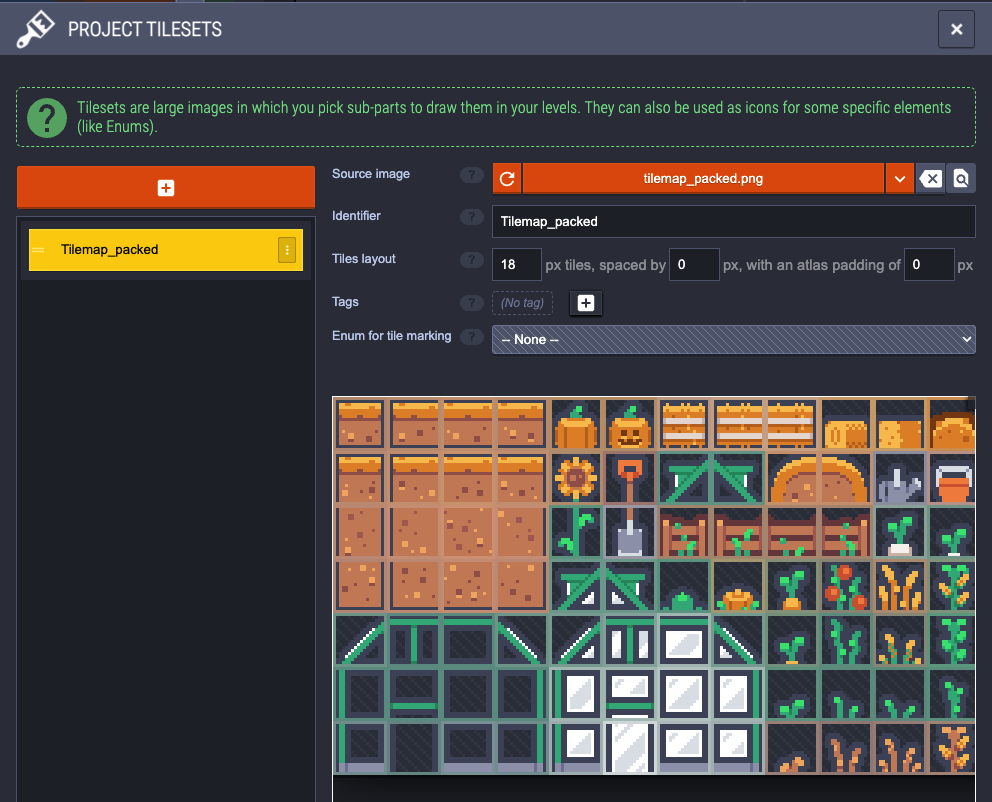 PROJECT TILESETS
Tilesets are large images in which you pick sub-parts to draw them in your levels. They can also be used as icons for some specific elements
(like Enums).
Source image ? tilemap_packed.png
Identifier ? Tilemap_packed
Tilemap_packed
Tiles layout ? 18 px tiles, spaced by 0 px, with an atlas padding of 0 px
Tags ? (No tag)
Enum for tile marking ? -- None --